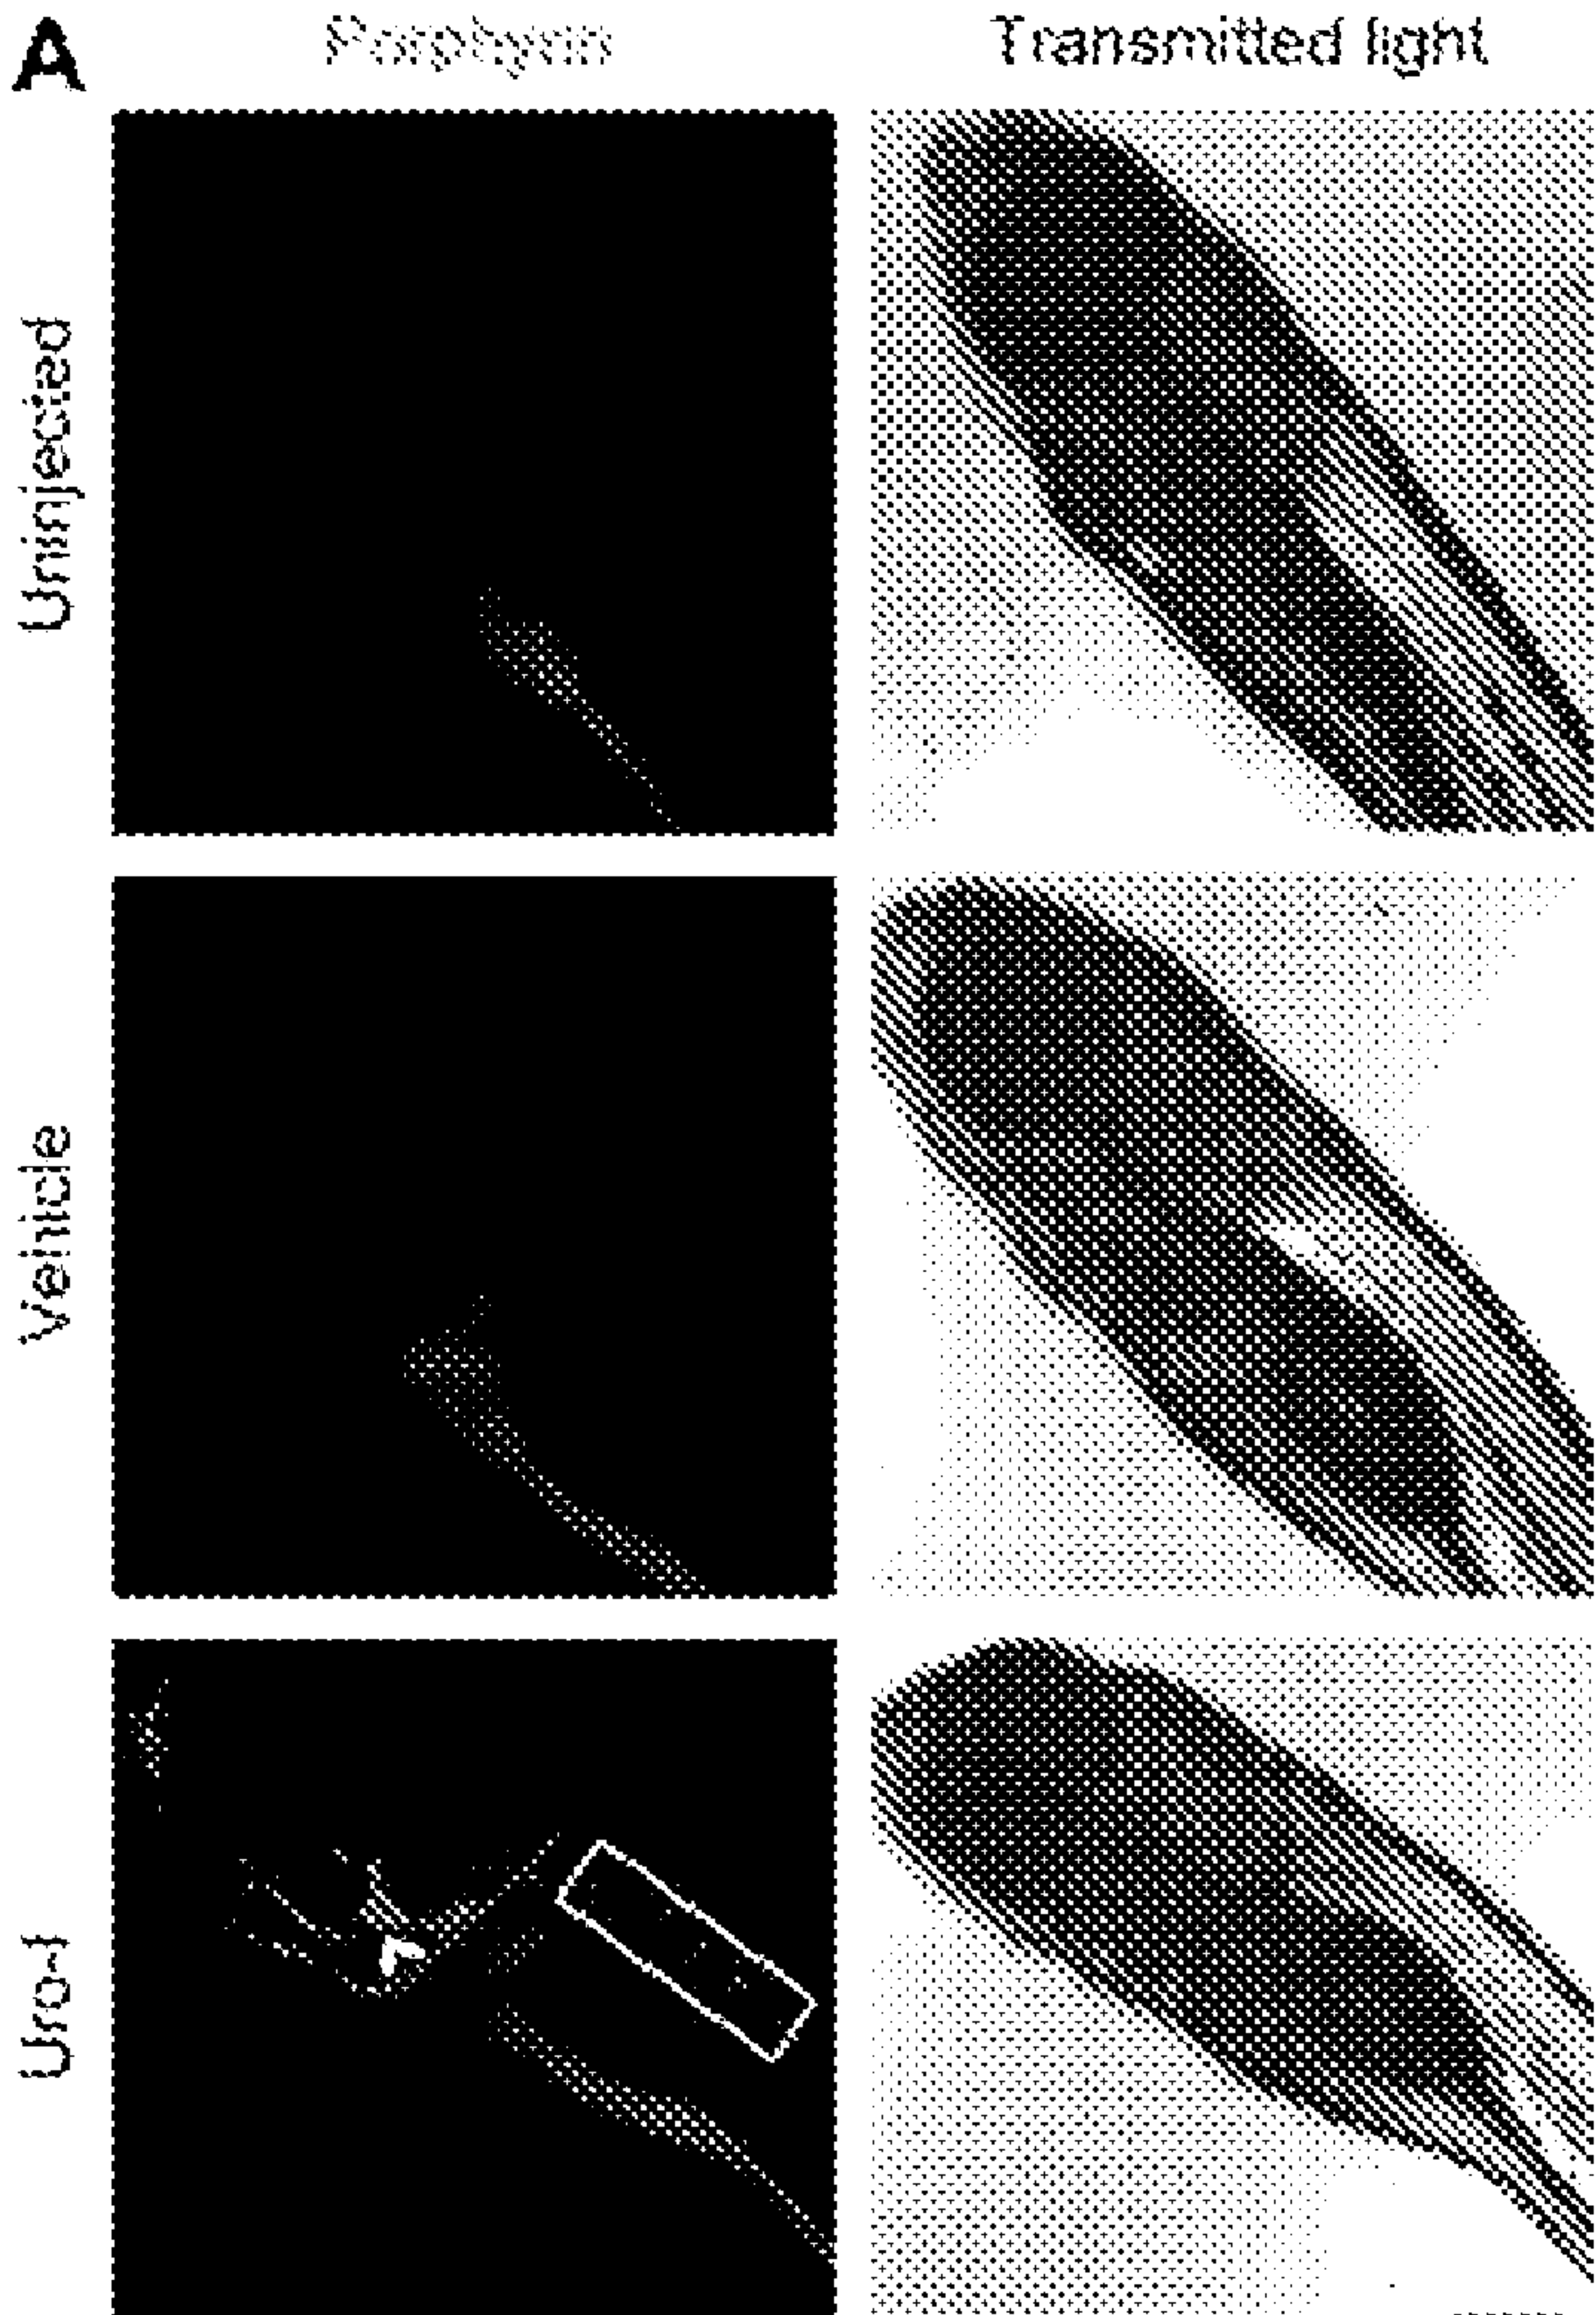 A
Porphyrin
Transmitted light
Uninjected
Vehicle
Uro-I